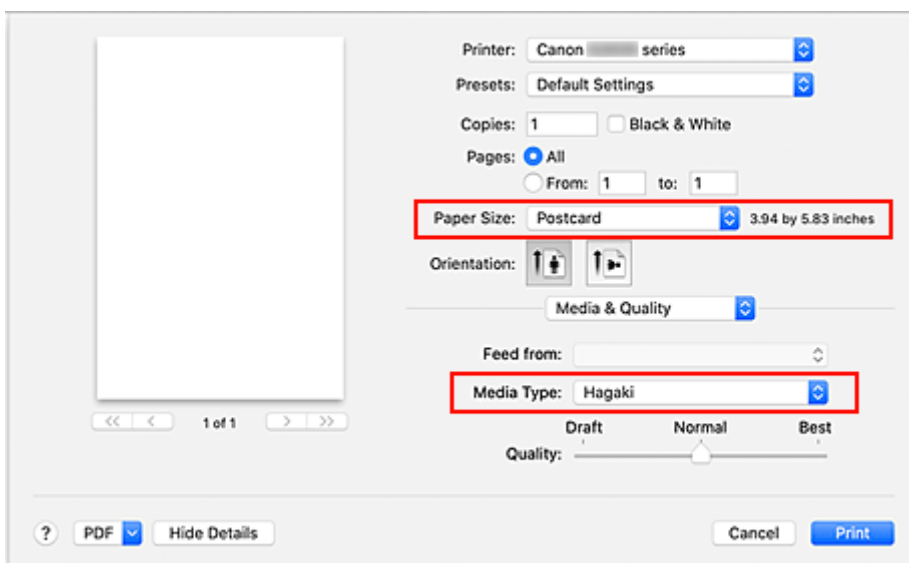 Printer: Canon series
Presets: Default Settings
Copies: 1 Black & White
Pages: All
From: 1 to: 1
Paper Size: Postcard 3.94 by 5.83 inches
Orientation:
Media & Quality
Feed from:
Media Type: Hagaki
Draft Normal Best
Quality:
<< < 1 of 1 > >>
? PDF Hide Details Cancel Print